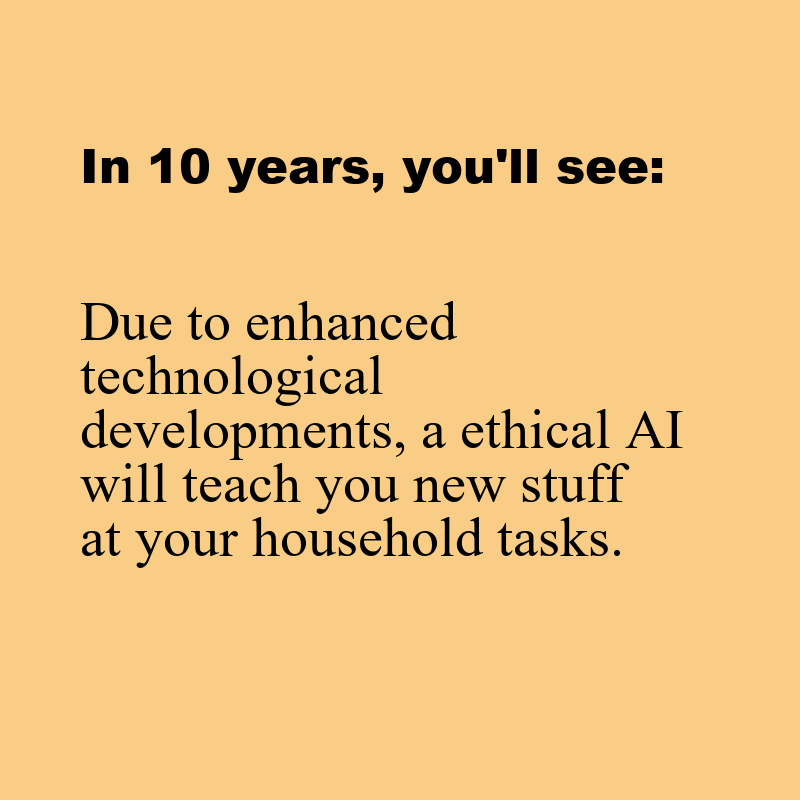 In 10 years, you'll see:
Due to enhanced
technological
developments, a ethical AI
will teach you new stuff
at your household tasks.